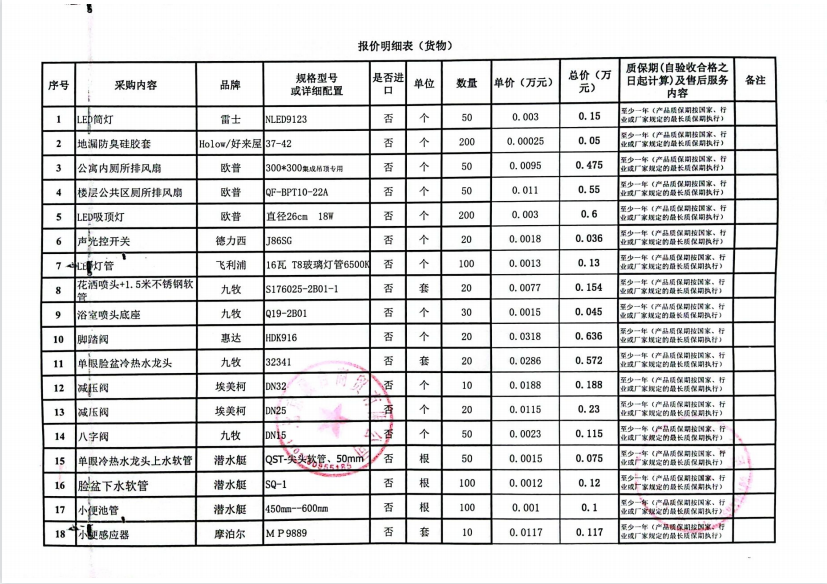 报价明细表（货物）
序号 采购内容 品牌 规格型号或详细配置 是否进口 单位 数量 单价（万元） 总价（万元） 质保期（自验收合格之日起计算）及售后服务内容 备注
1 LED筒灯 雷士 NLED9123 否 个 50 0.003 0.15 至少一年（产品质保期按国家、行业或厂家规定的最长质保期执行）
2 地漏防臭硅胶套 Holow/好来屋 37-42 否 个 200 0.00025 0.05 至少一年（产品质保期按国家、行业或厂家规定的最长质保期执行）
3 公寓内厕所排风扇 欧普 300*300集成吊顶专用 否 个 50 0.0095 0.475 至少一年（产品质保期按国家、行业或厂家规定的最长质保期执行）
4 楼层公共区厕所排风扇 欧普 QF-BPT10-22A 否 个 50 0.011 0.55 至少一年（产品质保期按国家、行业或厂家规定的最长质保期执行）
5 LED吸顶灯 欧普 直径26cm 18W 否 个 200 0.003 0.6 至少一年（产品质保期按国家、行业或厂家规定的最长质保期执行）
6 声光控开关 德力西 J86SG 否 个 20 0.0018 0.036 至少一年（产品质保期按国家、行业或厂家规定的最长质保期执行）
7 LED灯管 飞利浦 16瓦 T8玻璃灯管6500K 否 个 100 0.0013 0.13 至少一年（产品质保期按国家、行业或厂家规定的最长质保期执行）
8 花洒喷头+1.5米不锈钢软管 九牧 S176025-2B01-1 否 套 20 0.0077 0.154 至少一年（产品质保期按国家、行业或厂家规定的最长质保期执行）
9 浴室喷头底座 九牧 Q19-2B01 否 个 30 0.0015 0.045 至少一年（产品质保期按国家、行业或厂家规定的最长质保期执行）
10 脚踏阀 惠达 HDK916 否 个 20 0.0318 0.636 至少一年（产品质保期按国家、行业或厂家规定的最长质保期执行）
11 单眼脸盆冷热水龙头 九牧 32341 否 套 20 0.0286 0.572 至少一年（产品质保期按国家、行业或厂家规定的最长质保期执行）
12 减压阀 埃美柯 DN32 否 个 10 0.0188 0.188 至少一年（产品质保期按国家、行业或厂家规定的最长质保期执行）
13 减压阀 埃美柯 DN25 否 个 20 0.0115 0.23 至少一年（产品质保期按国家、行业或厂家规定的最长质保期执行）
14 八字阀 九牧 DN15 否 个 50 0.0023 0.115 至少一年（产品质保期按国家、行业或厂家规定的最长质保期执行）
15 单眼冷热水龙头上水软管 潜水艇 QST-尖头软管、50mm 否 根 50 0.0015 0.075 至少一年（产品质保期按国家、行业或厂家规定的最长质保期执行）
16 脸盆下水软管 潜水艇 SQ-1 否 根 100 0.0012 0.12 至少一年（产品质保期按国家、行业或厂家规定的最长质保期执行）
17 小便池管 潜水艇 450mm--600mm 否 根 100 0.001 0.1 至少一年（产品质保期按国家、行业或厂家规定的最长质保期执行）
18 小便感应器 摩泊尔 MP9889 否 套 10 0.0117 0.117 至少一年（产品质保期按国家、行业或厂家规定的最长质保期执行）